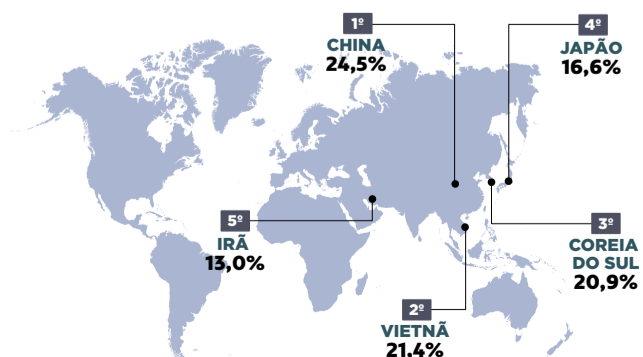 1º
CHINA
24,5%
4º
JAPÃO
16,6%
5º
IRÃ
13,0%
3º
COREIA
DO SUL
20,9%
2º
VIETNÃ
21,4%